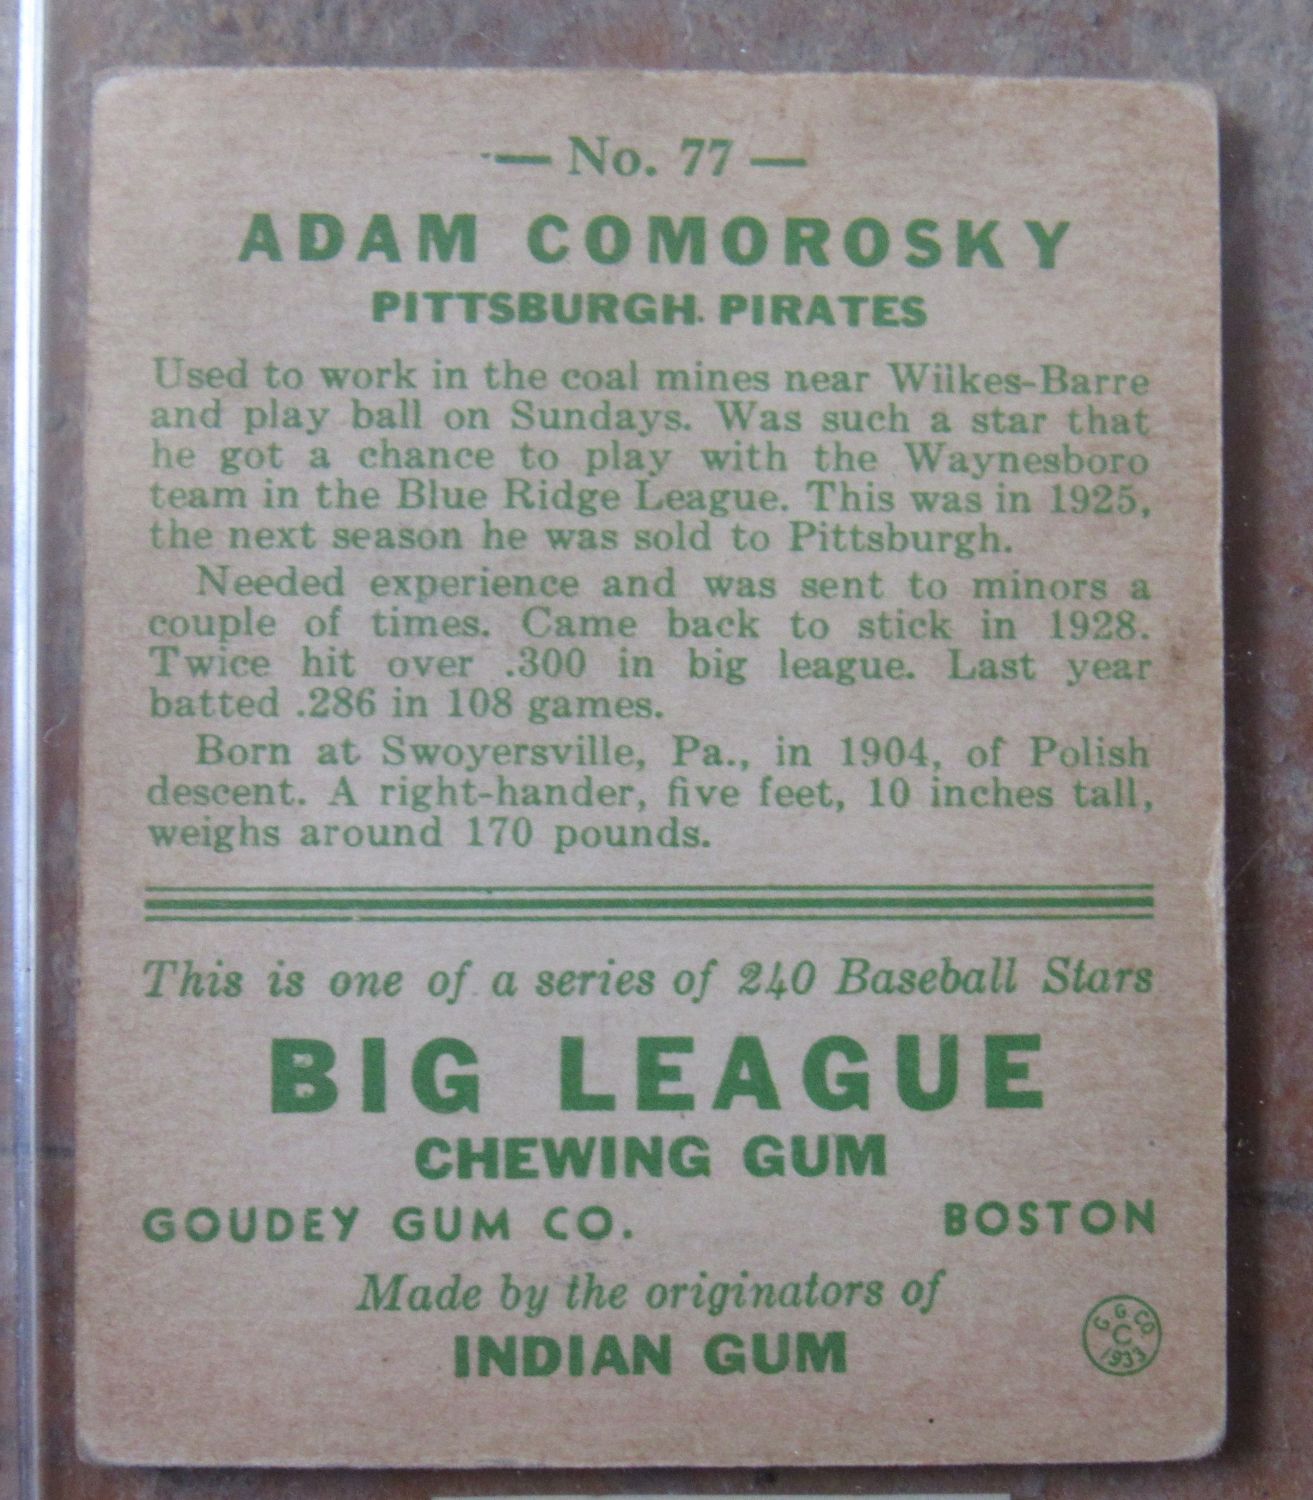 — No. 77 —
ADAM COMOROSKY
PITTSBURGH PIRATES
Used to work in the coal mines near Wilkes-Barre
and play ball on Sundays. Was such a star that
he got a chance to play with the Waynesboro
team in the Blue Ridge League. This was in 1925,
the next season he was sold to Pittsburgh.
Needed experience and was sent to minors a
couple of times. Came back to stick in 1928.
Twice hit over .300 in big league. Last year
batted .286 in 108 games.
Born at Swoyersville, Pa., in 1904, of Polish
descent. A right-hander, five feet, 10 inches tall,
weighs around 170 pounds.
This is one of a series of 240 Baseball Stars
BIG LEAGUE
CHEWING GUM
GOUDEY GUM CO. BOSTON
Made by the originators of
INDIAN GUM
G. G. CO.
C
1933